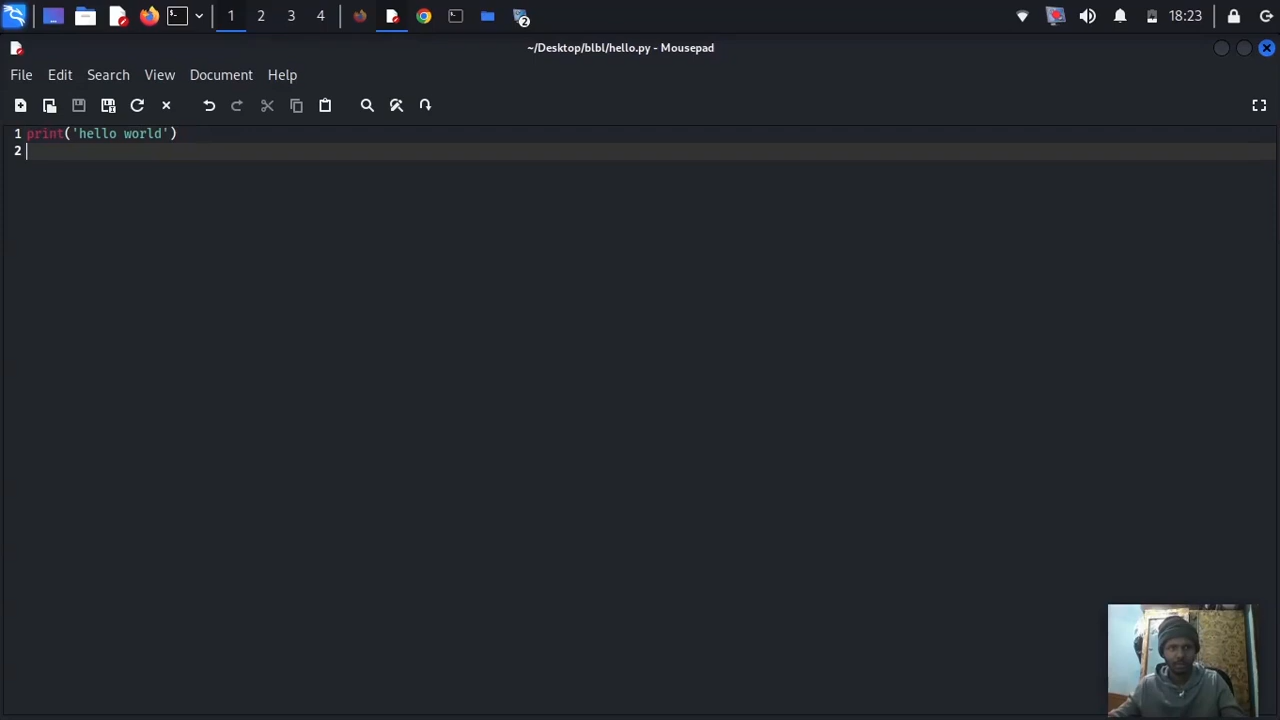 1 2 3 4 2 18:23
~/Desktop/blbl/hello.py - Mousepad
File Edit Search View Document Help
1 print('hello world')
2